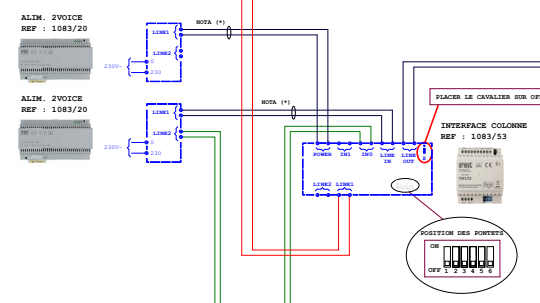 ALIM. 2VOICE
REF : 1083/20
LINE1
LINE2
230V~
0
230
NOTA (*)
ALIM. 2VOICE
REF : 1083/20
LINE1
LINE2
230V~
0
230
NOTA (*)
PLACER LE CAVALIER SUR OFF
INTERFACE COLONNE
REF : 1083/53
POWER IN1 IN0 LINE IN LINE OUT Z
LINE2 LINE1
POSITION DES PONTETS
ON
OFF 1 2 3 4 5 6